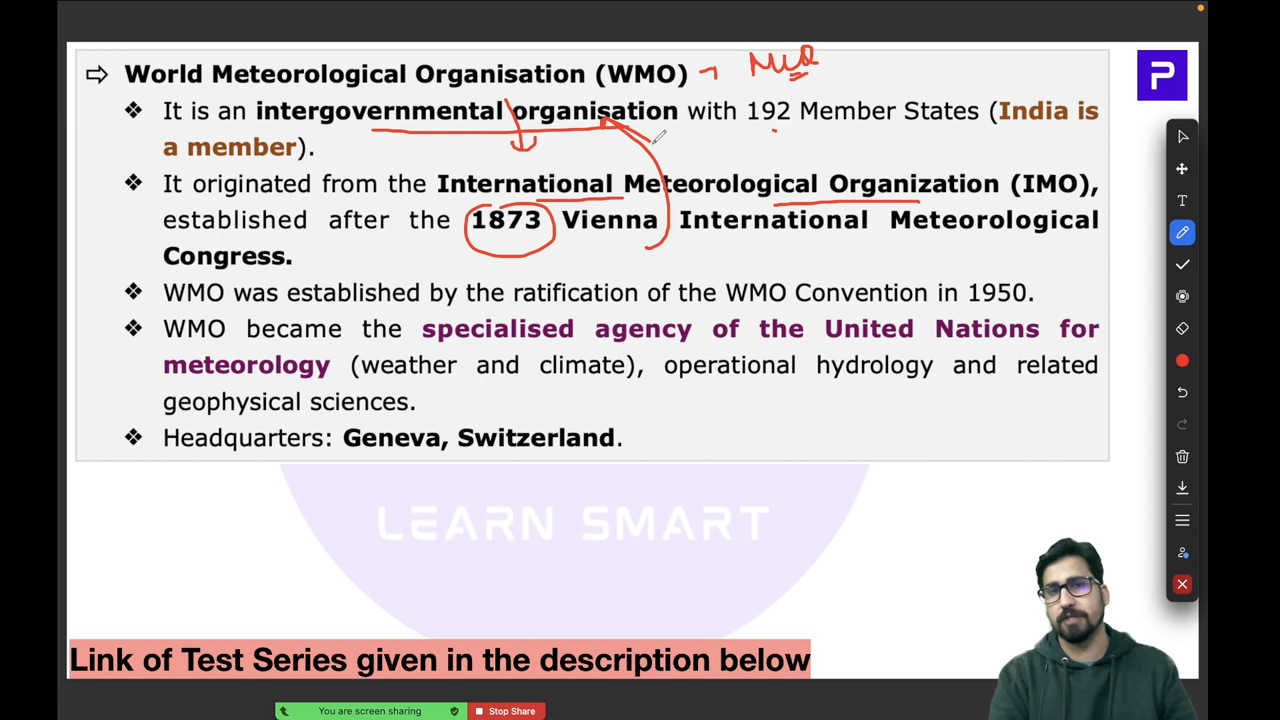 ⇨ World Meteorological Organisation (WMO)
❖ It is an intergovernmental organisation with 192 Member States (India is
a member).
❖ It originated from the International Meteorological Organization (IMO),
established after the 1873 Vienna International Meteorological
Congress.
❖ WMO was established by the ratification of the WMO Convention in 1950.
❖ WMO became the specialised agency of the United Nations for
meteorology (weather and climate), operational hydrology and related
geophysical sciences.
❖ Headquarters: Geneva, Switzerland.
LEARN SMART
Link of Test Series given in the description below
You are screen sharing
Stop Share
P
T